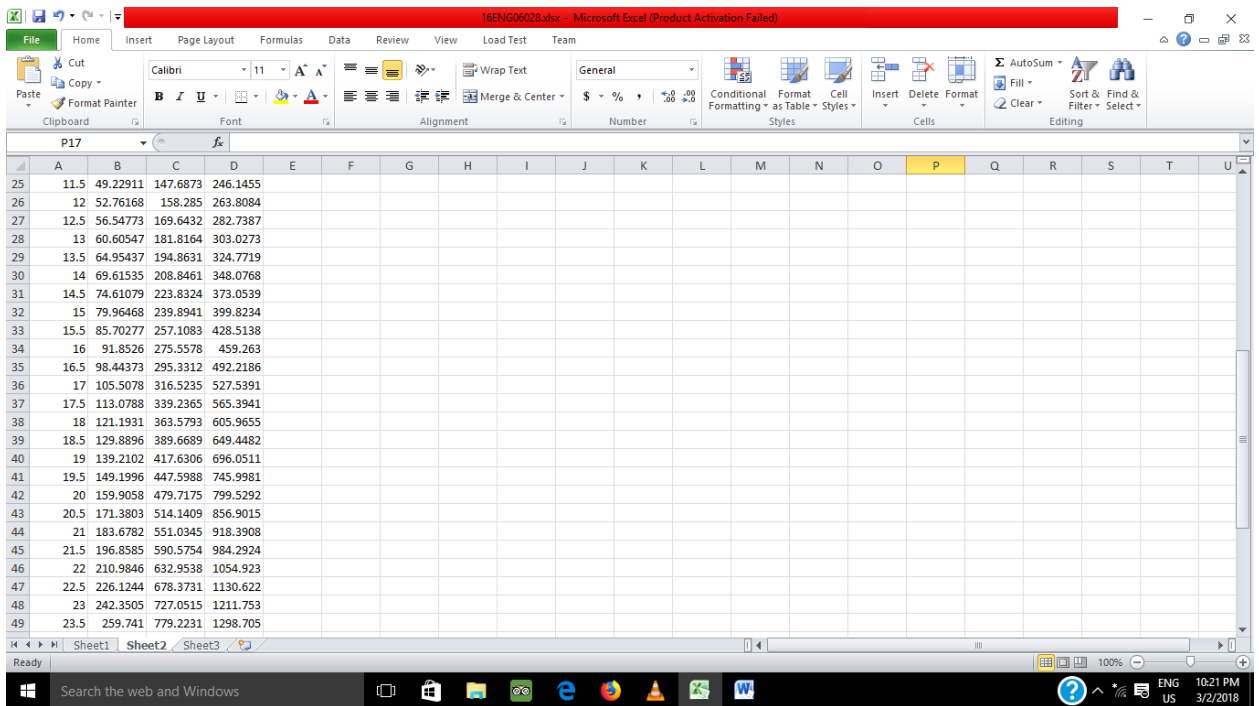 16ENG06028.xlsx - Microsoft Excel (Product Activation Failed)
File Home Insert Page Layout Formulas Data Review View Load Test Team
Cut
Copy
Format Painter
Paste
Clipboard
Calibri 11 A A
B I U A
Font
Wrap Text
Merge & Center
Alignment
General
$ % , .0 .00 .00 .0
Number
Conditional Formatting
Format as Table
Cell Styles
Styles
Insert Delete Format
Cells
Σ AutoSum
Fill
Clear
Sort & Filter
Find & Select
Editing
P17 fx
A B C D E F G H I J K L M N O P Q R S T U
25 11.5 49.22911 147.6873 246.1455
26 12 52.76168 158.285 263.8084
27 12.5 56.54773 169.6432 282.7387
28 13 60.60547 181.8164 303.0273
29 13.5 64.95437 194.8631 324.7719
30 14 69.61535 208.8461 348.0768
31 14.5 74.61079 223.8324 373.0539
32 15 79.96468 239.8941 399.8234
33 15.5 85.70277 257.1083 428.5138
34 16 91.8526 275.5578 459.263
35 16.5 98.44373 295.3312 492.2186
36 17 105.5078 316.5235 527.5391
37 17.5 113.0788 339.2365 565.3941
38 18 121.1931 363.5793 605.9655
39 18.5 129.8896 389.6689 649.4482
40 19 139.2102 417.6306 696.0511
41 19.5 149.1996 447.5988 745.9981
42 20 159.9058 479.7175 799.5292
43 20.5 171.3803 514.1409 856.9015
44 21 183.6782 551.0345 918.3908
45 21.5 196.8585 590.5754 984.2924
46 22 210.9846 632.9538 1054.923
47 22.5 226.1244 678.3731 1130.622
48 23 242.3505 727.0515 1211.753
49 23.5 259.741 779.2231 1298.705
Sheet1 Sheet2 Sheet3
Ready 100%
Search the web and Windows
ENG 10:21 PM
US 3/2/2018